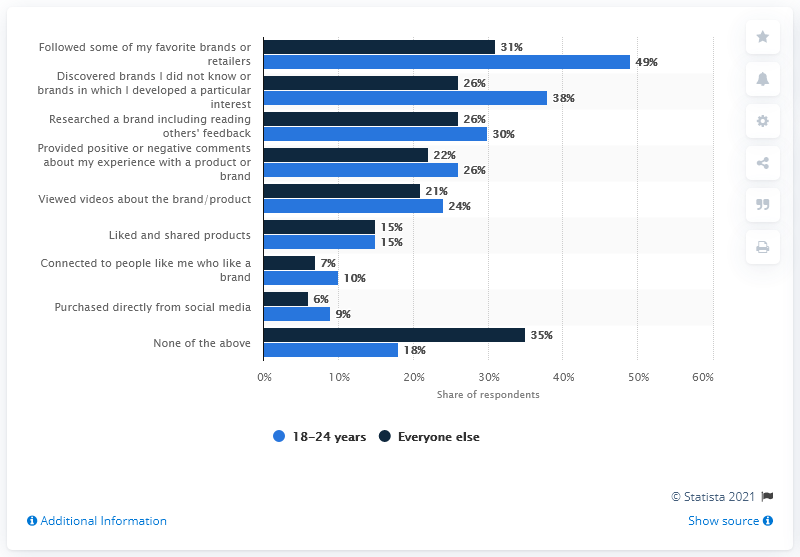 Followed some of my favorite brands or
retailers
31%
49%
Discovered brands I did not know or
brands in which I developed a particular
interest
26%
38%
Researched a brand including reading
others' feedback
26%
30%
Provided positive or negative comments
about my experience with a product or
brand
22%
26%
Viewed videos about the brand/product
21%
24%
Liked and shared products
15%
15%
Connected to people like me who like a
brand
7%
10%
Purchased directly from social media
6%
9%
None of the above
35%
18%
0% 10% 20% 30% 40% 50% 60%
Share of respondents
18-24 years Everyone else
© Statista 2021
Additional Information Show source